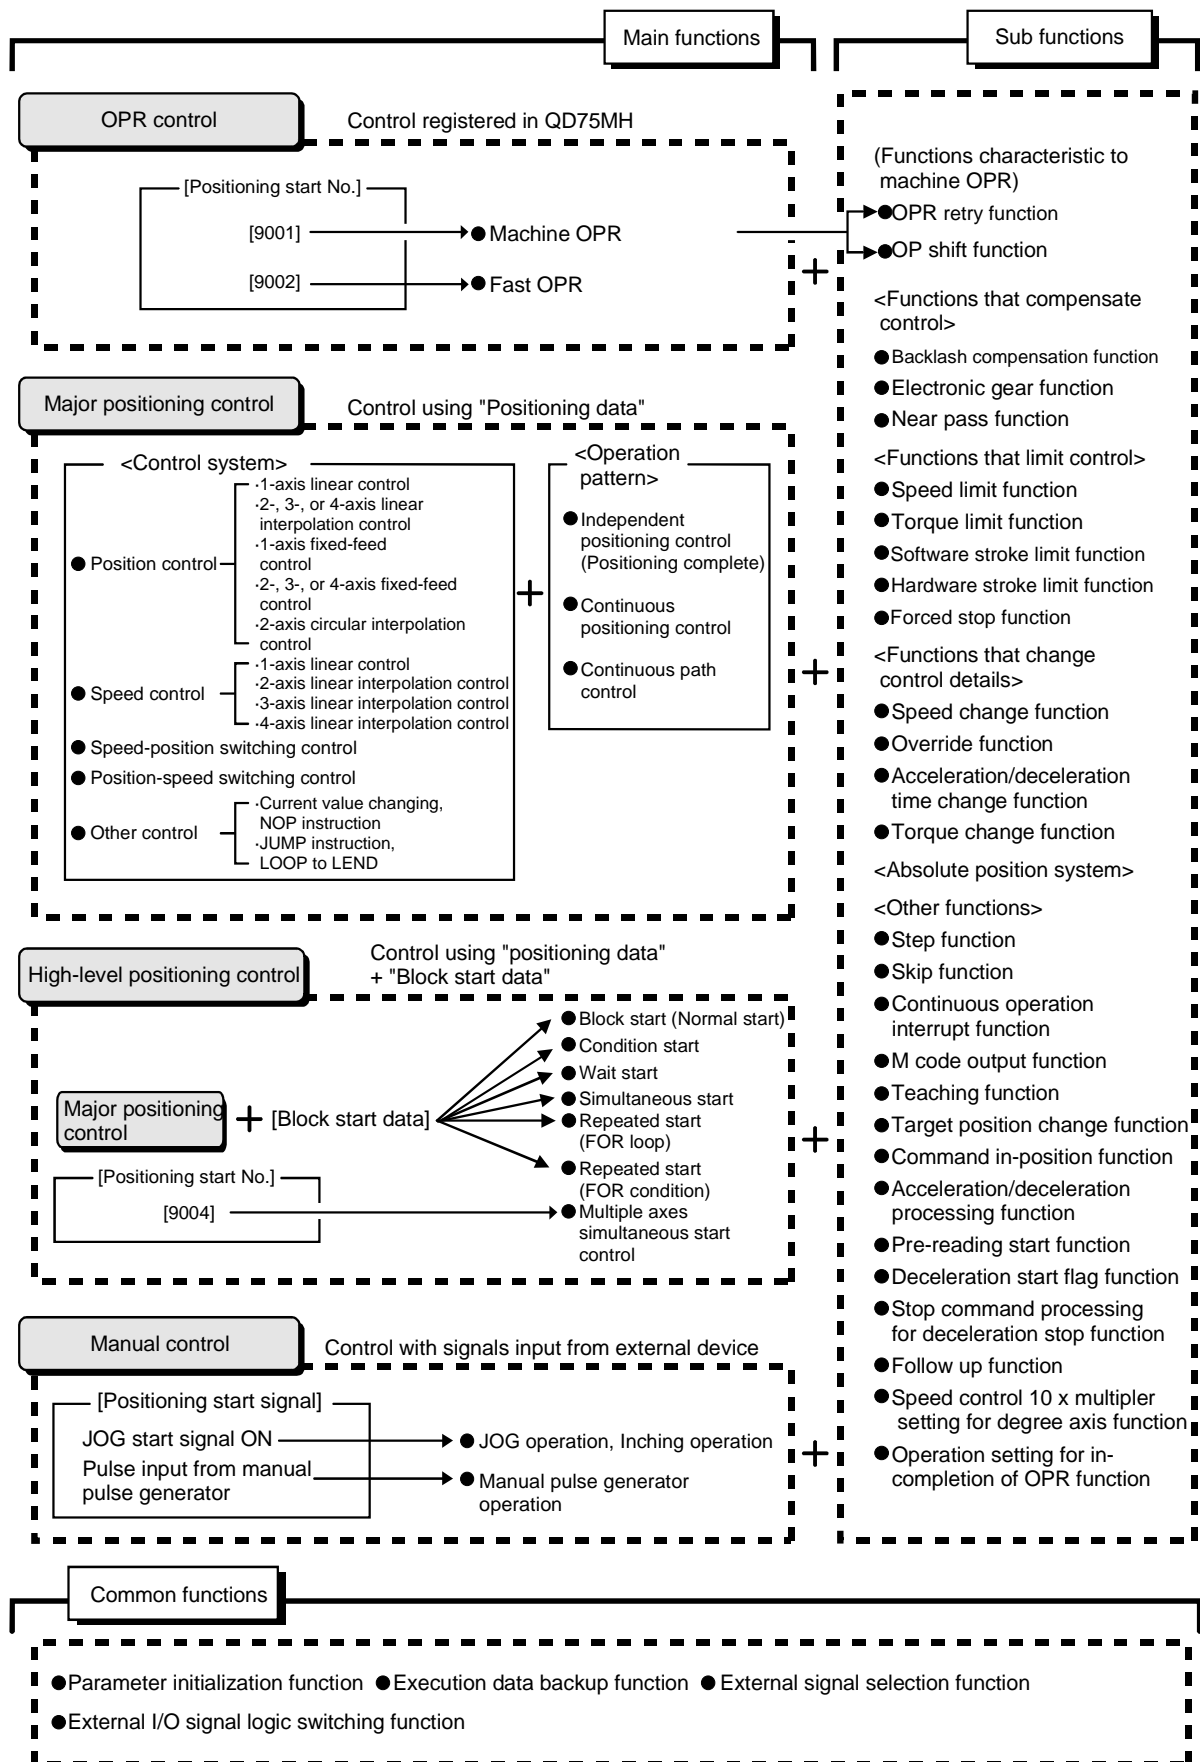 Main functions
Sub functions
OPR control
Control registered in QD75MH
[Positioning start No.]
[9001]
● Machine OPR
[9002]
● Fast OPR
Major positioning control
Control using "Positioning data"
<Control system>
● Position control
·1-axis linear control
·2-, 3-, or 4-axis linear
interpolation control
·1-axis fixed-feed
control
·2-, 3-, or 4-axis fixed-feed
control
·2-axis circular interpolation
control
● Speed control
·1-axis linear control
·2-axis linear interpolation control
·3-axis linear interpolation control
·4-axis linear interpolation control
● Speed-position switching control
● Position-speed switching control
● Other control
·Current value changing,
NOP instruction
·JUMP instruction,
LOOP to LEND
+
<Operation
pattern>
● Independent
positioning control
(Positioning complete)
● Continuous
positioning control
● Continuous path
control
High-level positioning control
Control using "positioning data"
+ "Block start data"
Major positioning
control
+
[Block start data]
● Block start (Normal start)
● Condition start
● Wait start
● Simultaneous start
● Repeated start
(FOR loop)
● Repeated start
(FOR condition)
[Positioning start No.]
[9004]
● Multiple axes
simultaneous start
control
Manual control
Control with signals input from external device
[Positioning start signal]
JOG start signal ON
● JOG operation, Inching operation
Pulse input from manual
pulse generator
● Manual pulse generator
operation
+
+
+
+
(Functions characteristic to
machine OPR)
●OPR retry function
●OP shift function
<Functions that compensate
control>
●Backlash compensation function
●Electronic gear function
●Near pass function
<Functions that limit control>
●Speed limit function
●Torque limit function
●Software stroke limit function
●Hardware stroke limit function
●Forced stop function
<Functions that change
control details>
●Speed change function
●Override function
●Acceleration/deceleration
time change function
●Torque change function
<Absolute position system>
<Other functions>
●Step function
●Skip function
●Continuous operation
interrupt function
●M code output function
●Teaching function
●Target position change function
●Command in-position function
●Acceleration/deceleration
processing function
●Pre-reading start function
●Deceleration start flag function
●Stop command processing
for deceleration stop function
●Follow up function
●Speed control 10 x multipler
setting for degree axis function
●Operation setting for in-
completion of OPR function
Common functions
●Parameter initialization function ●Execution data backup function ● External signal selection function
●External I/O signal logic switching function